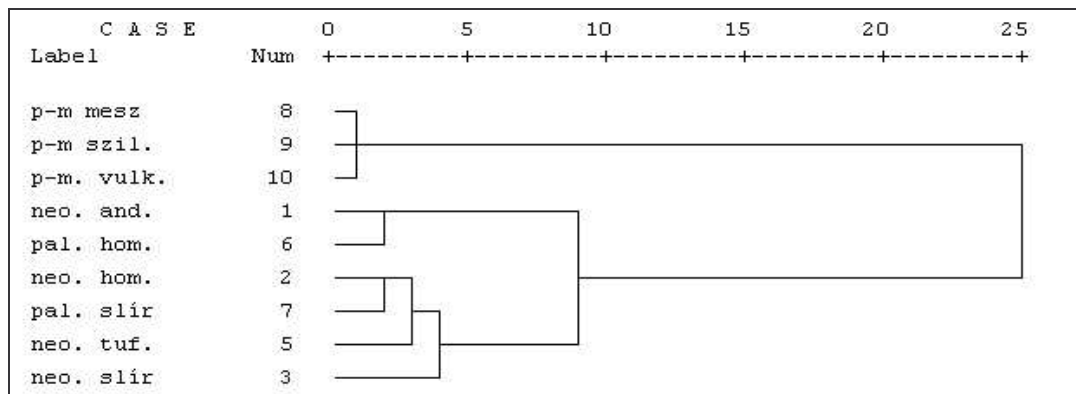 C A S E 0 5 10 15 20 25
Label Num +---------+---------+---------+---------+---------+
p-m mesz 8
p-m szil. 9
p-m. vulk. 10
neo. and. 1
pal. hom. 6
neo. hom. 2
pal. slír 7
neo. tuf. 5
neo. slír 3